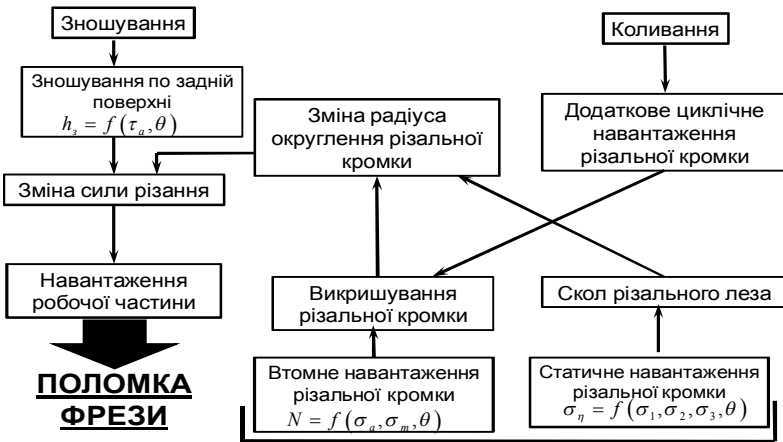 Зношування
Коливання
Зношування по задній
поверхні
h_з = f(τ_a, θ)
Зміна радіуса
округлення різальної
кромки
Додаткове циклічне
навантаження
різальної кромки
Зміна сили різання
Навантаження
робочої частини
Викришування
різальної кромки
Скол різального леза
ПОЛОМКА
ФРЕЗИ
Втомне навантаження
різальної кромки
N = f(σ_a, σ_m, θ)
Статичне навантаження
різальної кромки
σ_η = f(σ_1, σ_2, σ_3, θ)